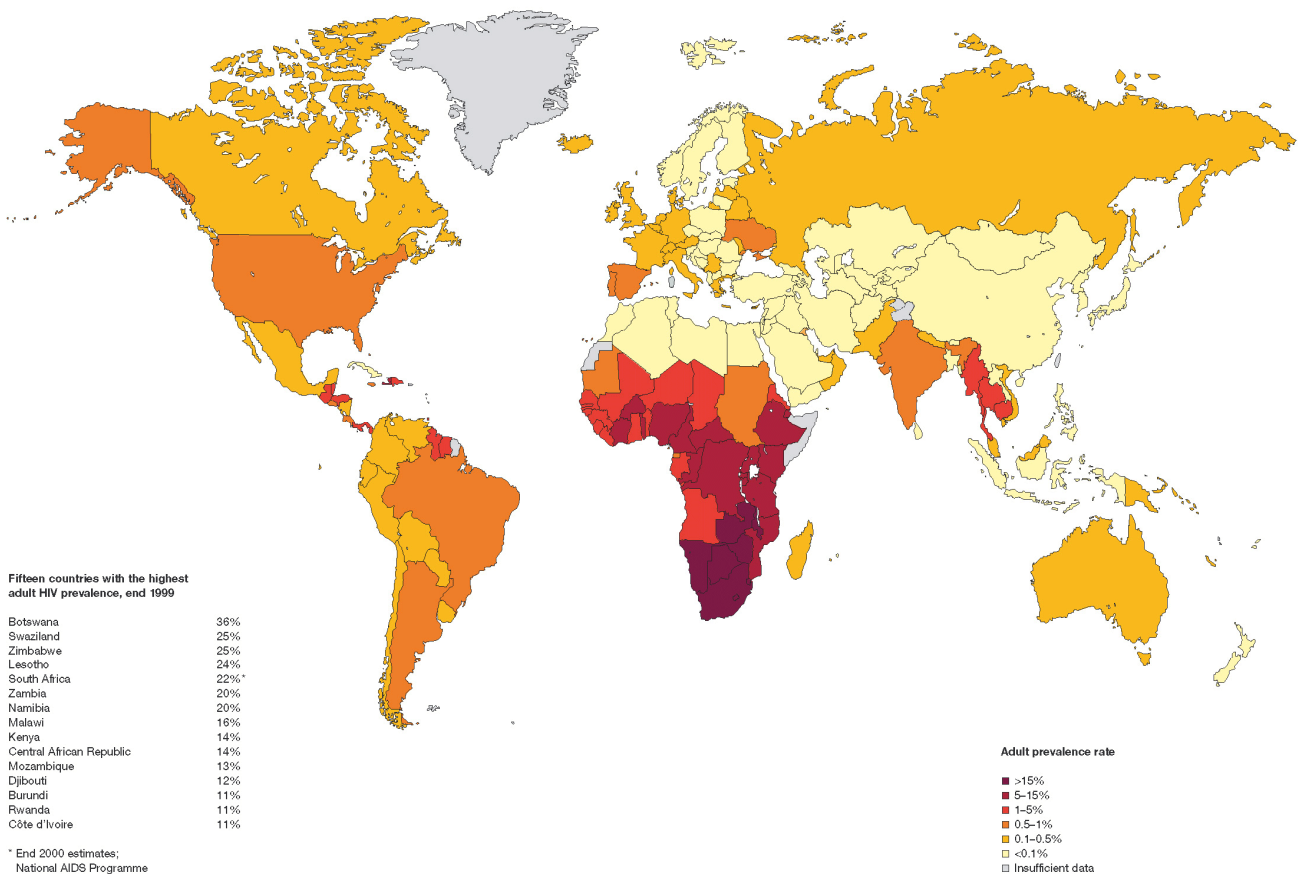 Fifteen countries with the highest
adult HIV prevalence, end 1999
Botswana 36%
Swaziland 25%
Zimbabwe 25%
Lesotho 24%
South Africa 22%*
Zambia 20%
Namibia 20%
Malawi 16%
Kenya 14%
Central African Republic 14%
Mozambique 13%
Djibouti 12%
Burundi 11%
Rwanda 11%
Côte d'Ivoire 11%
* End 2000 estimates;
National AIDS Programme
Adult prevalence rate
>15%
5–15%
1–5%
0.5–1%
0.1–0.5%
<0.1%
Insufficient data